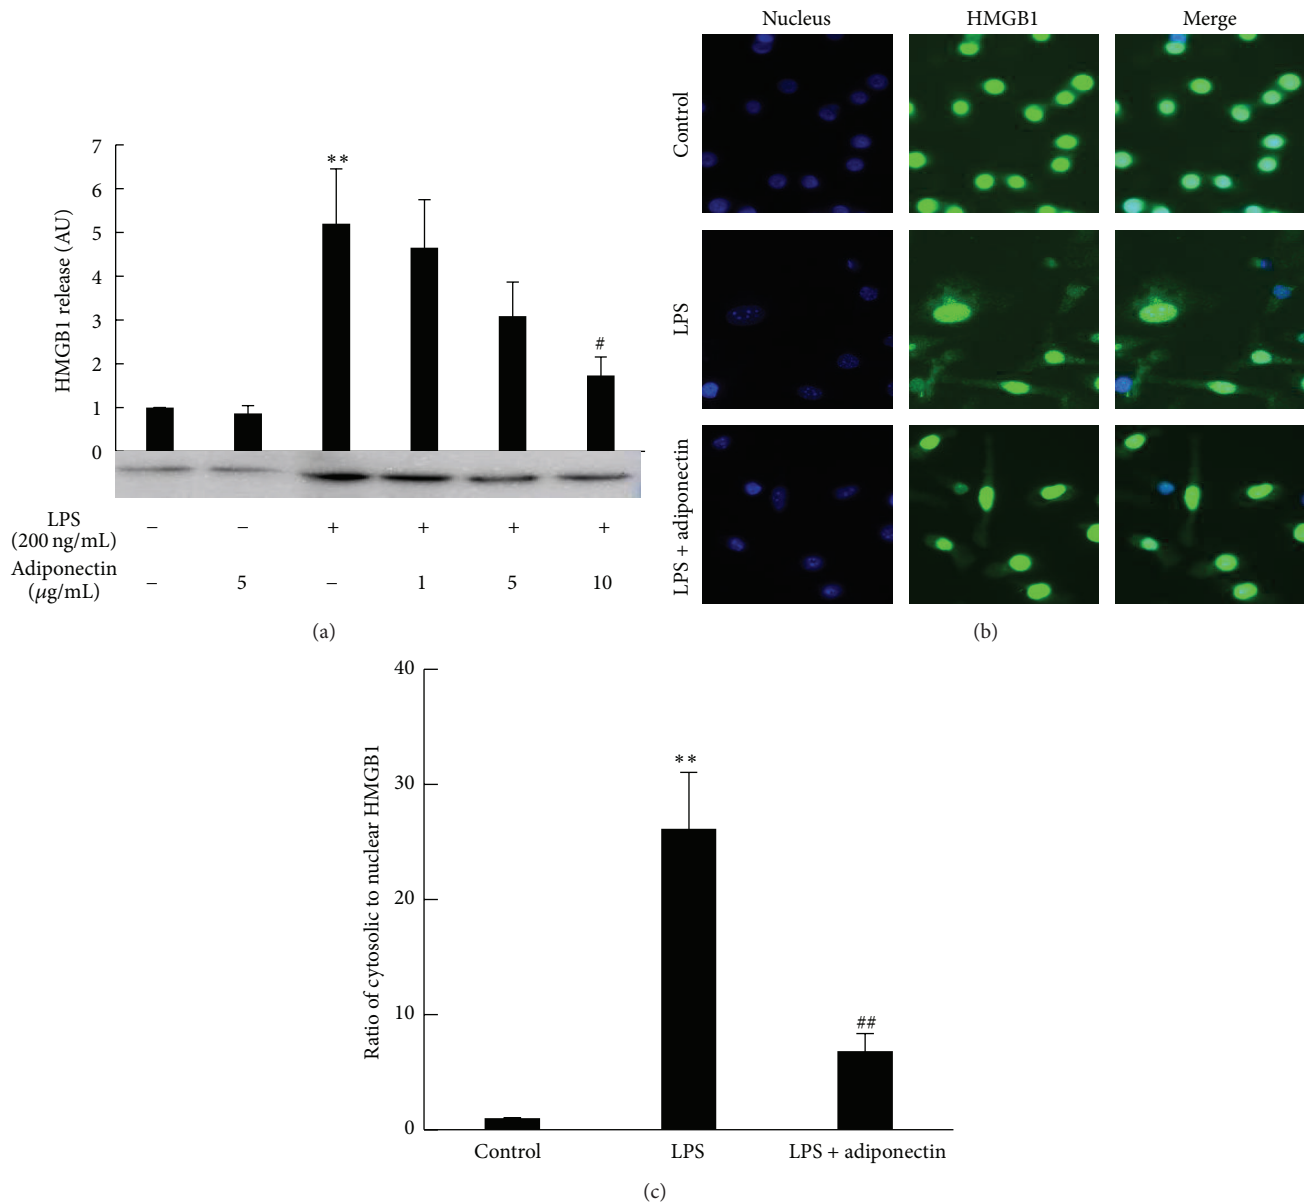 Nucleus HMGB1 Merge
Control
LPS
LPS + adiponectin
HMGB1 release (AU)
7
6
5
4
3
2
1
0
**
#
LPS
(200 ng/mL)
− − + + + +
Adiponectin
(μg/mL)
− 5 − 1 5 10
(a)
(b)
Ratio of cytosolic to nuclear HMGB1
40
30
20
10
0
**
##
Control LPS LPS + adiponectin
(c)